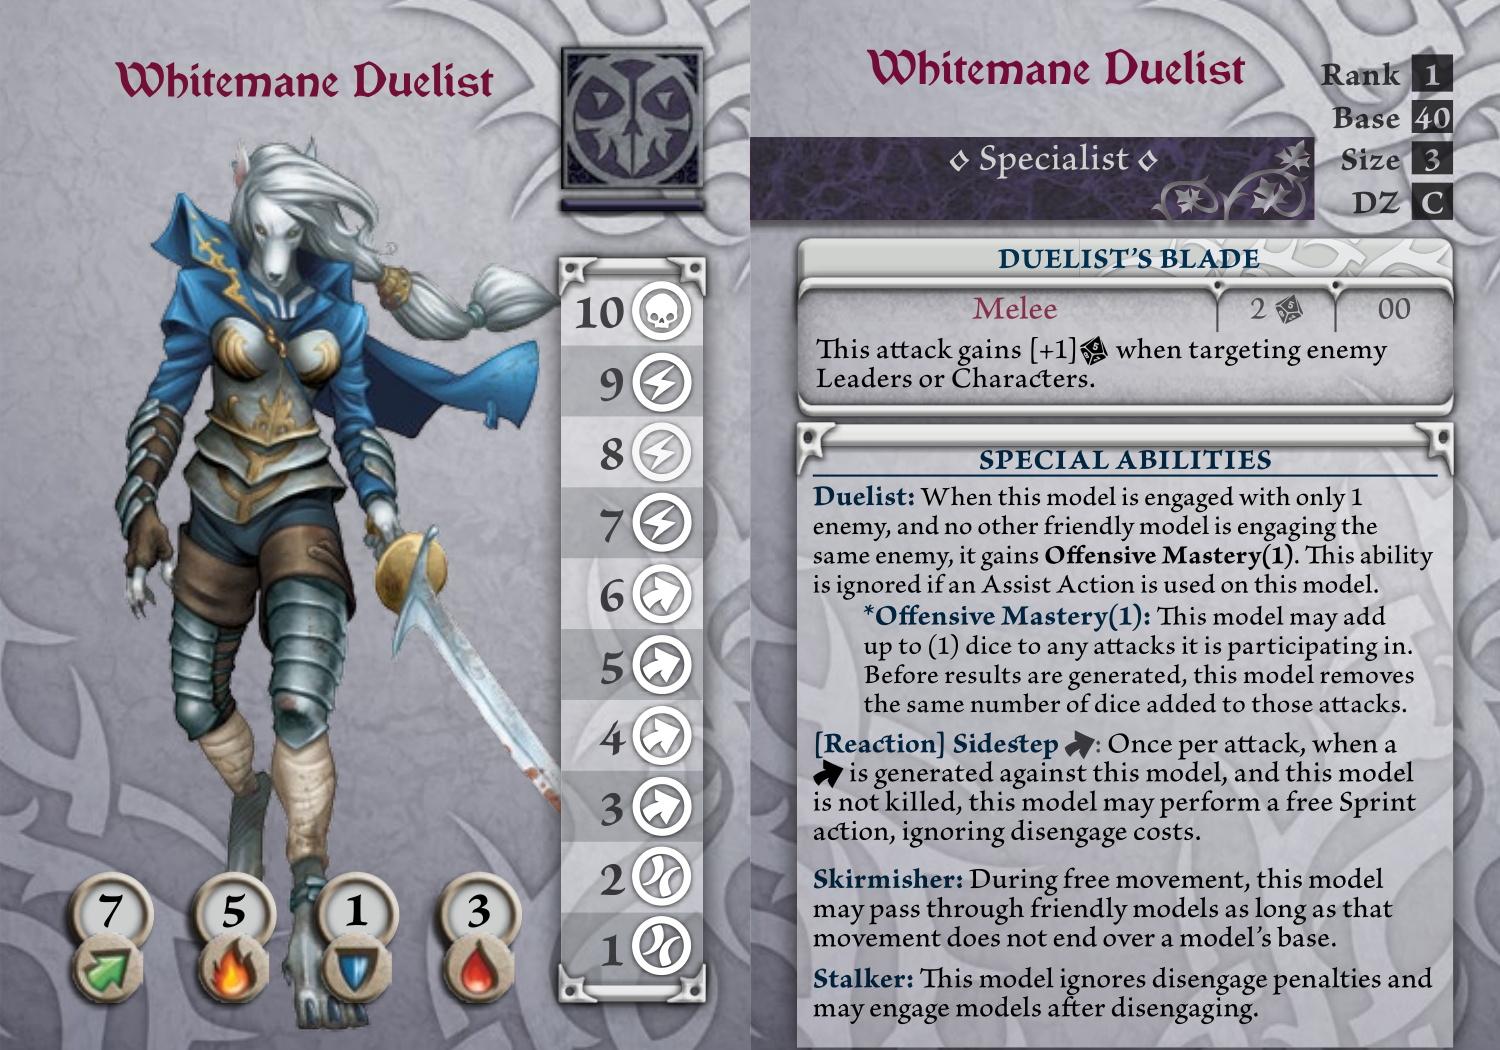 Whitemane Duelist
10
9
8
7
6
5
4
3
2
1
7
5
1
3
Whitemane Duelist
Rank 1
Base 40
Size 3
DZ C
Specialist
DUELIST'S BLADE
Melee 2 00
This attack gains [+1] when targeting enemy
Leaders or Characters.
SPECIAL ABILITIES
Duelist: When this model is engaged with only 1
enemy, and no other friendly model is engaging the
same enemy, it gains Offensive Mastery(1). This ability
is ignored if an Assist Action is used on this model.
*Offensive Mastery(1): This model may add
up to (1) dice to any attacks it is participating in.
Before results are generated, this model removes
the same number of dice added to those attacks.
[Reaction] Sidestep : Once per attack, when a
is generated against this model, and this model
is not killed, this model may perform a free Sprint
action, ignoring disengage costs.
Skirmisher: During free movement, this model
may pass through friendly models as long as that
movement does not end over a model's base.
Stalker: This model ignores disengage penalties and
may engage models after disengaging.